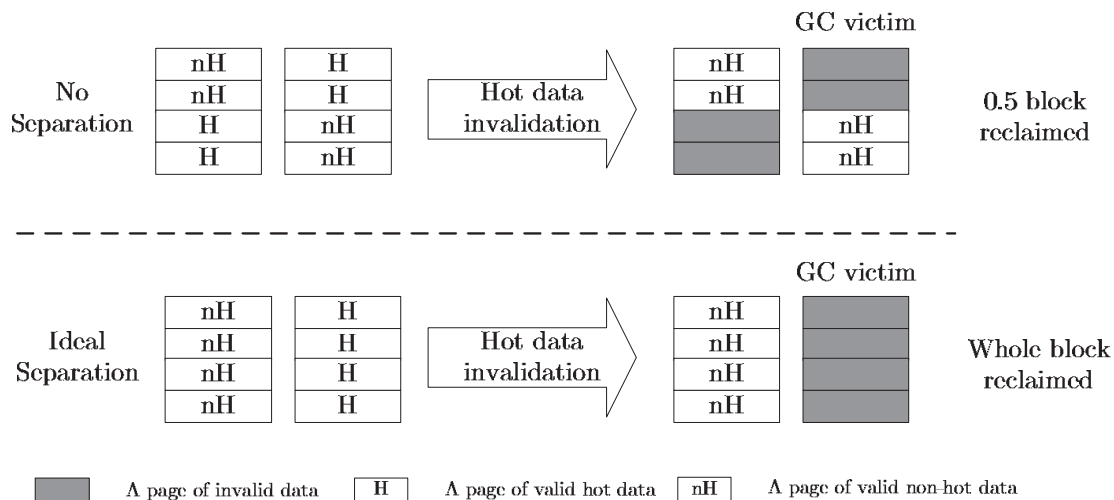 GC victim
No
Separation
nH
nH
H
H
H
H
nH
nH
Hot data
invalidation
nH
nH
nH
nH
0.5 block
reclaimed
GC victim
Ideal
Separation
nH
nH
nH
nH
H
H
H
H
Hot data
invalidation
nH
nH
nH
nH
Whole block
reclaimed
A page of invalid data
H
A page of valid hot data
nH
A page of valid non-hot data